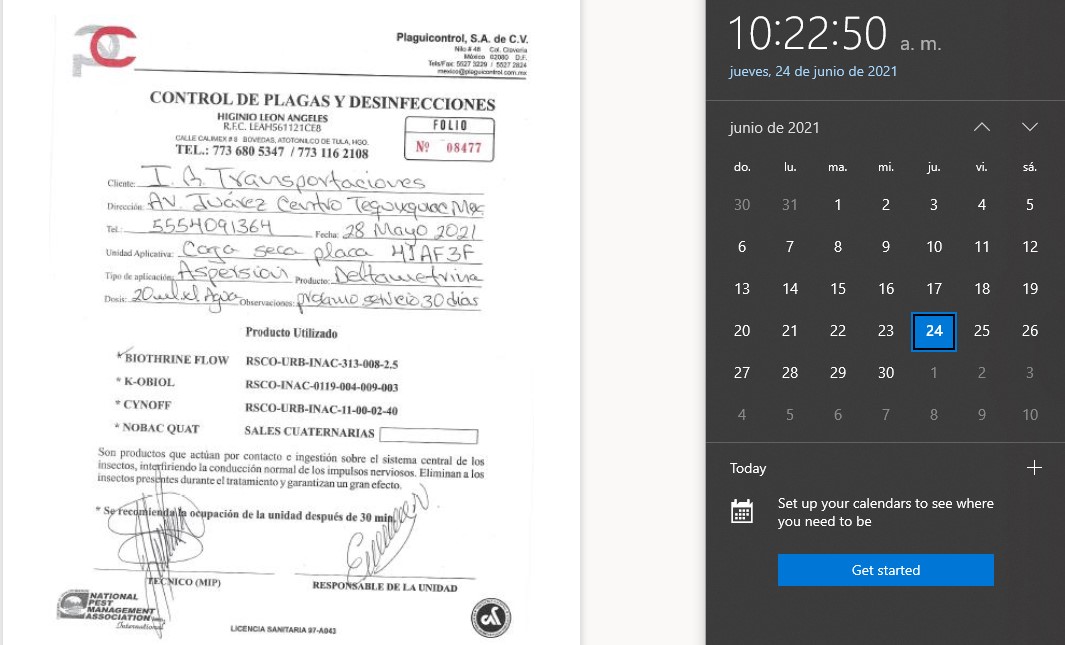 PC
Plaguicontrol, S.A. de C.V.
Nilo # 48 Col. Claveria
México 02080 D.F.
Tels/Fax: 5527 3229 / 5527 2824
mexico@plaguicontrol.com.mx
CONTROL DE PLAGAS Y DESINFECCIONES
HIGINIO LEON ANGELES
R.F.C. LEAH561121CE8
CALLE CALIMEX # 8 BOVEDAS, ATOTONILCO DE TULA, HGO.
TEL.: 773 680 5347 / 773 116 2108
FOLIO
Nº 08477
Cliente: I. B. Transportaciones
Dirección: Av. Juárez Centro Tequixquiac Mex.
Tel.: 5554091364 Fecha: 28 Mayo 2021
Unidad Aplicativa: Caja seca placa 41AF3F
Tipo de aplicación: Aspersion Producto: Deltametrina
Dosis: 20ml.xl Agua Observaciones: proximo servicio 30 dias
Producto Utilizado
* BIOTHRINE FLOW RSCO-URB-INAC-313-008-2.5
* K-OBIOL RSCO-INAC-0119-004-009-003
* CYNOFF RSCO-URB-INAC-11-00-02-40
* NOBAC QUAT SALES CUATERNARIAS
Son productos que actúan por contacto e ingestión sobre el sistema central de los
insectos, interfiriendo la conducción normal de los impulsos nerviosos. Eliminan a los
insectos presentes durante el tratamiento y garantizan un gran efecto.
* Se recomienda la ocupación de la unidad después de 30 min.
TECNICO (MIP)
RESPONSABLE DE LA UNIDAD
NATIONAL
PEST
MANAGEMENT
ASSOCIATION
International
LICENCIA SANITARIA 97-A043
10:22:50 a. m.
jueves, 24 de junio de 2021
junio de 2021
do. lu. ma. mi. ju. vi. sá.
30 31 1 2 3 4 5
6 7 8 9 10 11 12
13 14 15 16 17 18 19
20 21 22 23 24 25 26
27 28 29 30 1 2 3
4 5 6 7 8 9 10
Today
Set up your calendars to see where
you need to be
Get started